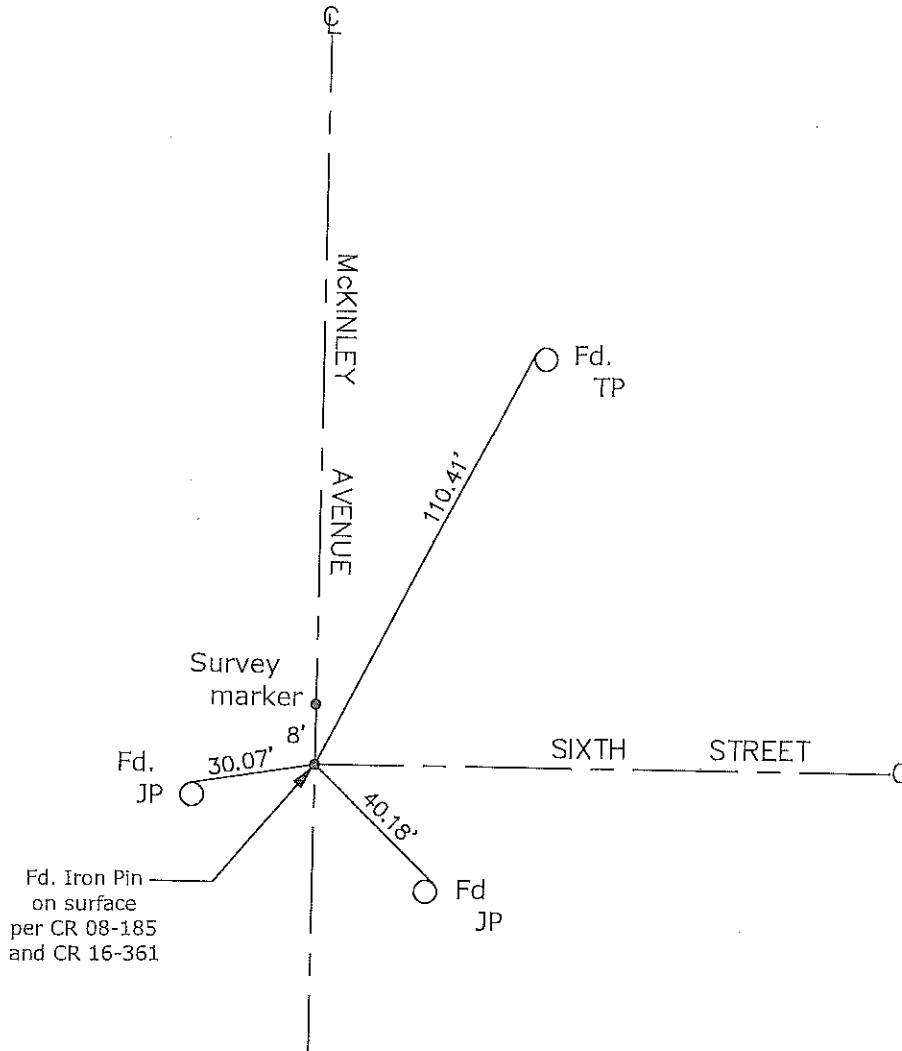 ℄
McKINLEY
AVENUE
Fd.
TP
110.41'
Survey
marker
8'
SIXTH STREET
Fd.
JP
30.07'
40.18'
Fd
JP
Fd. Iron Pin
on surface
per CR 08-185
and CR 16-361